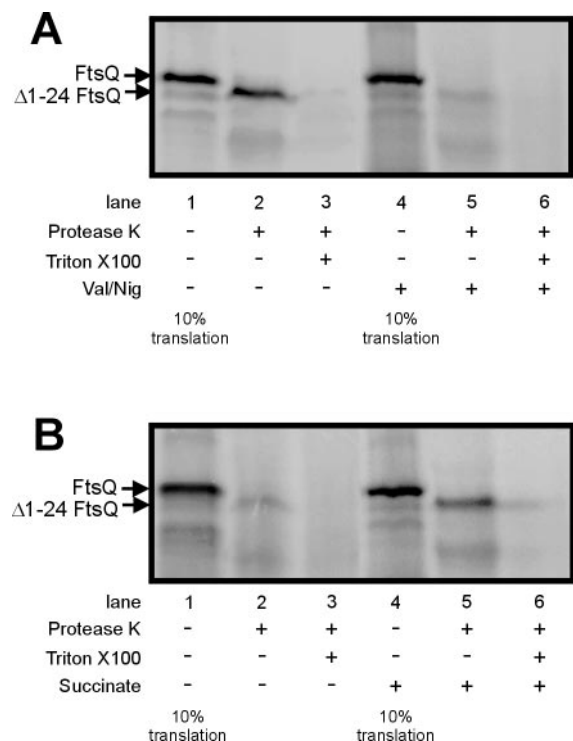 A
FtsQ
Δ1-24 FtsQ
lane 1 2 3 4 5 6
Protease K - + + - + +
Triton X100 - - + - - +
Val/Nig - - - + + +
10% translation 10% translation
B
FtsQ
Δ1-24 FtsQ
lane 1 2 3 4 5 6
Protease K - + + - + +
Triton X100 - - + - - +
Succinate - - - + + +
10% translation 10% translation